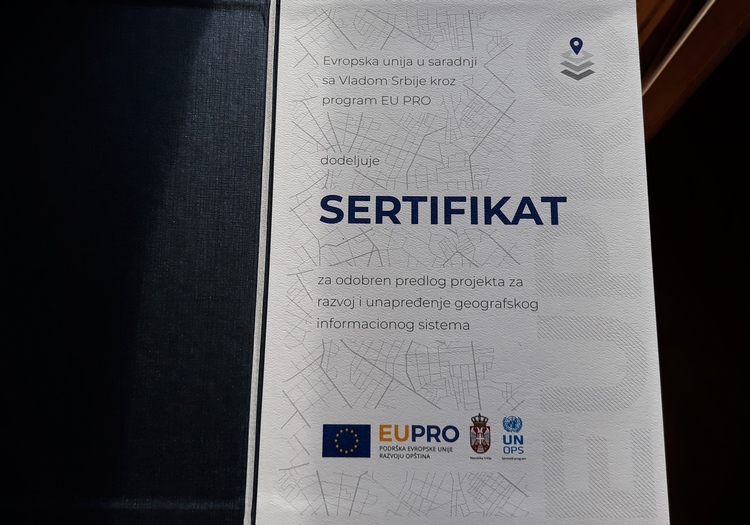 Evropska unija u saradnji
sa Vladom Srbije kroz
program EU PRO
dodeljuje
SERTIFIKAT
za odobren predlog projekta za
razvoj i unapređenje geografskog
informacionog sistema
EUPRO
PODRŠKA EVROPSKE UNIJE
RAZVOJU OPŠTINA
UN
OPS
EUPRO